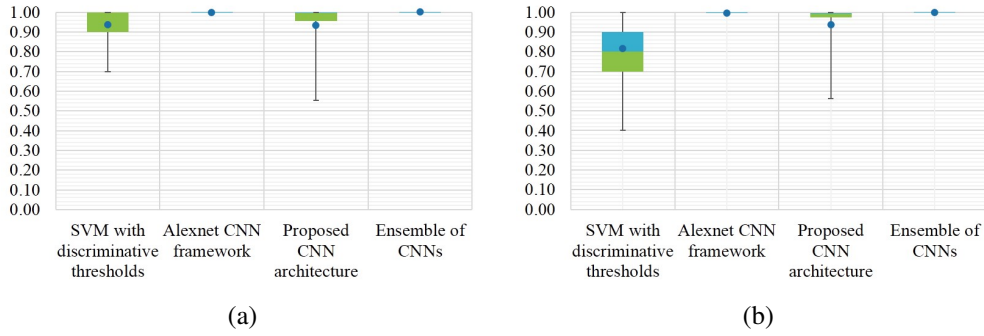 1.00
0.90
0.80
0.70
0.60
0.50
0.40
0.30
0.20
0.10
0.00
SVM with
discriminative
thresholds
Alexnet CNN
framework
Proposed
CNN
architecture
Ensemble of
CNNs
(a)
1.00
0.90
0.80
0.70
0.60
0.50
0.40
0.30
0.20
0.10
0.00
SVM with
discriminative
thresholds
Alexnet CNN
framework
Proposed
CNN
architecture
Ensemble of
CNNs
(b)